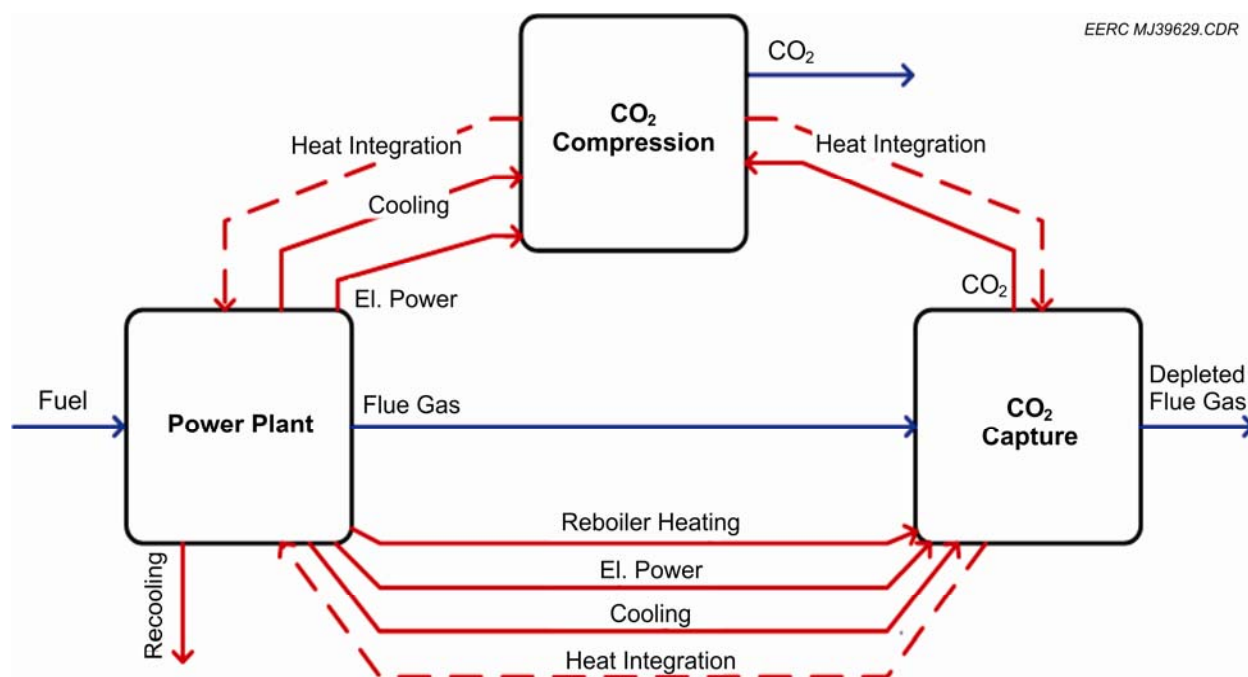 EERC MJ39629.CDR
CO₂
CO₂
Compression
Heat Integration
Heat Integration
Cooling
El. Power
CO₂
Fuel
Power Plant
Flue Gas
CO₂
Capture
Depleted
Flue Gas
Reboiler Heating
El. Power
Cooling
Heat Integration
Recooling